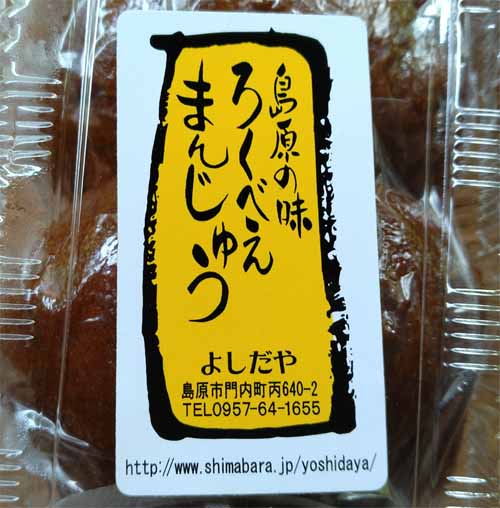 島原の味
ろくべえ
まんじゅう
よしだや
島原市門内町丙640-2
TEL0957-64-1655
http://www.shimabara.jp/yoshidaya/